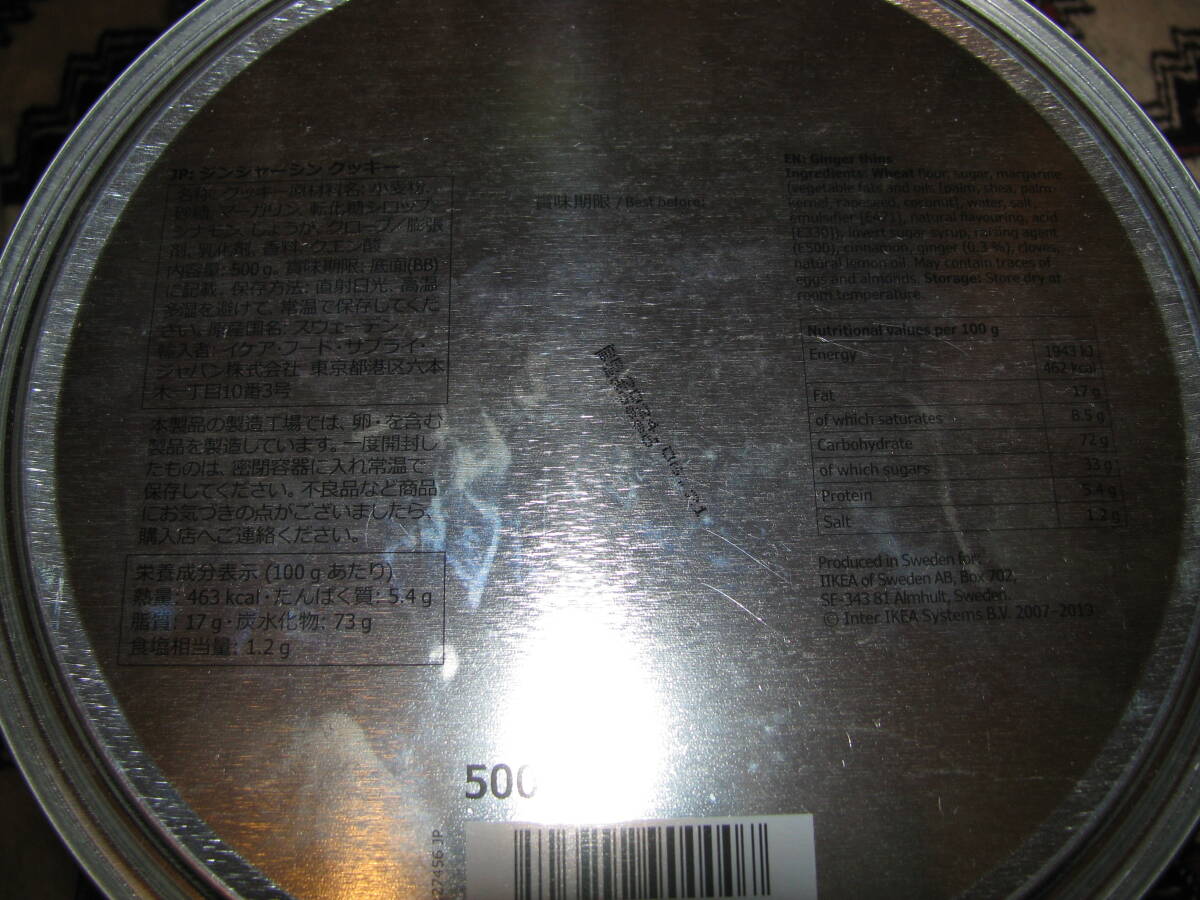 JP: ジンジャーシン クッキー
名称: クッキー 原材料名: 小麦粉、
砂糖、マーガリン、転化糖シロップ、
シナモン、しょうが、クローブ／膨張
剤、乳化剤、香料、クエン酸
内容量: 500 g。賞味期限: 底面(BB)
に記載。保存方法: 直射日光、高温
多湿を避けて、常温で保存してくだ
さい。原産国名: スウェーデン
輸入者: イケア・フード・サプライ・
ジャパン株式会社 東京都港区六本
木一丁目10番3号
本製品の製造工場では、卵・を含む
製品を製造しています。一度開封し
たものは、密閉容器に入れ常温で
保存してください。不良品など商品
にお気づきの点がございましたら、
購入店へご連絡ください。
栄養成分表示 (100 g あたり)
熱量: 463 kcal・たんぱく質: 5.4 g
脂質: 17 g・炭水化物: 73 g
食塩相当量: 1.2 g
賞味期限 / Best before:
EN: Ginger thins
Ingredients: Wheat flour, sugar, margarine
(vegetable fats and oils [palm, shea, palm-
kernel, rapeseed, coconut], water, salt,
emulsifier [E471], natural flavouring, acid
[E330]), invert sugar syrup, raising agent
(E500), cinnamon, ginger (0.3 %), cloves,
natural lemon oil. May contain traces of
eggs and almonds. Storage: Store dry at
room temperature.
Nutritional values per 100 g
Energy 1943 kJ
462 kcal
Fat 17 g
of which saturates 8.5 g
Carbohydrate 72 g
of which sugars 33 g
Protein 5.4 g
Salt 1.2 g
Produced in Sweden for:
IIKEA of Sweden AB, Box 702,
SE-343 81 Älmhult, Sweden.
© Inter IKEA Systems B.V. 2007-2013
500
27456 JP